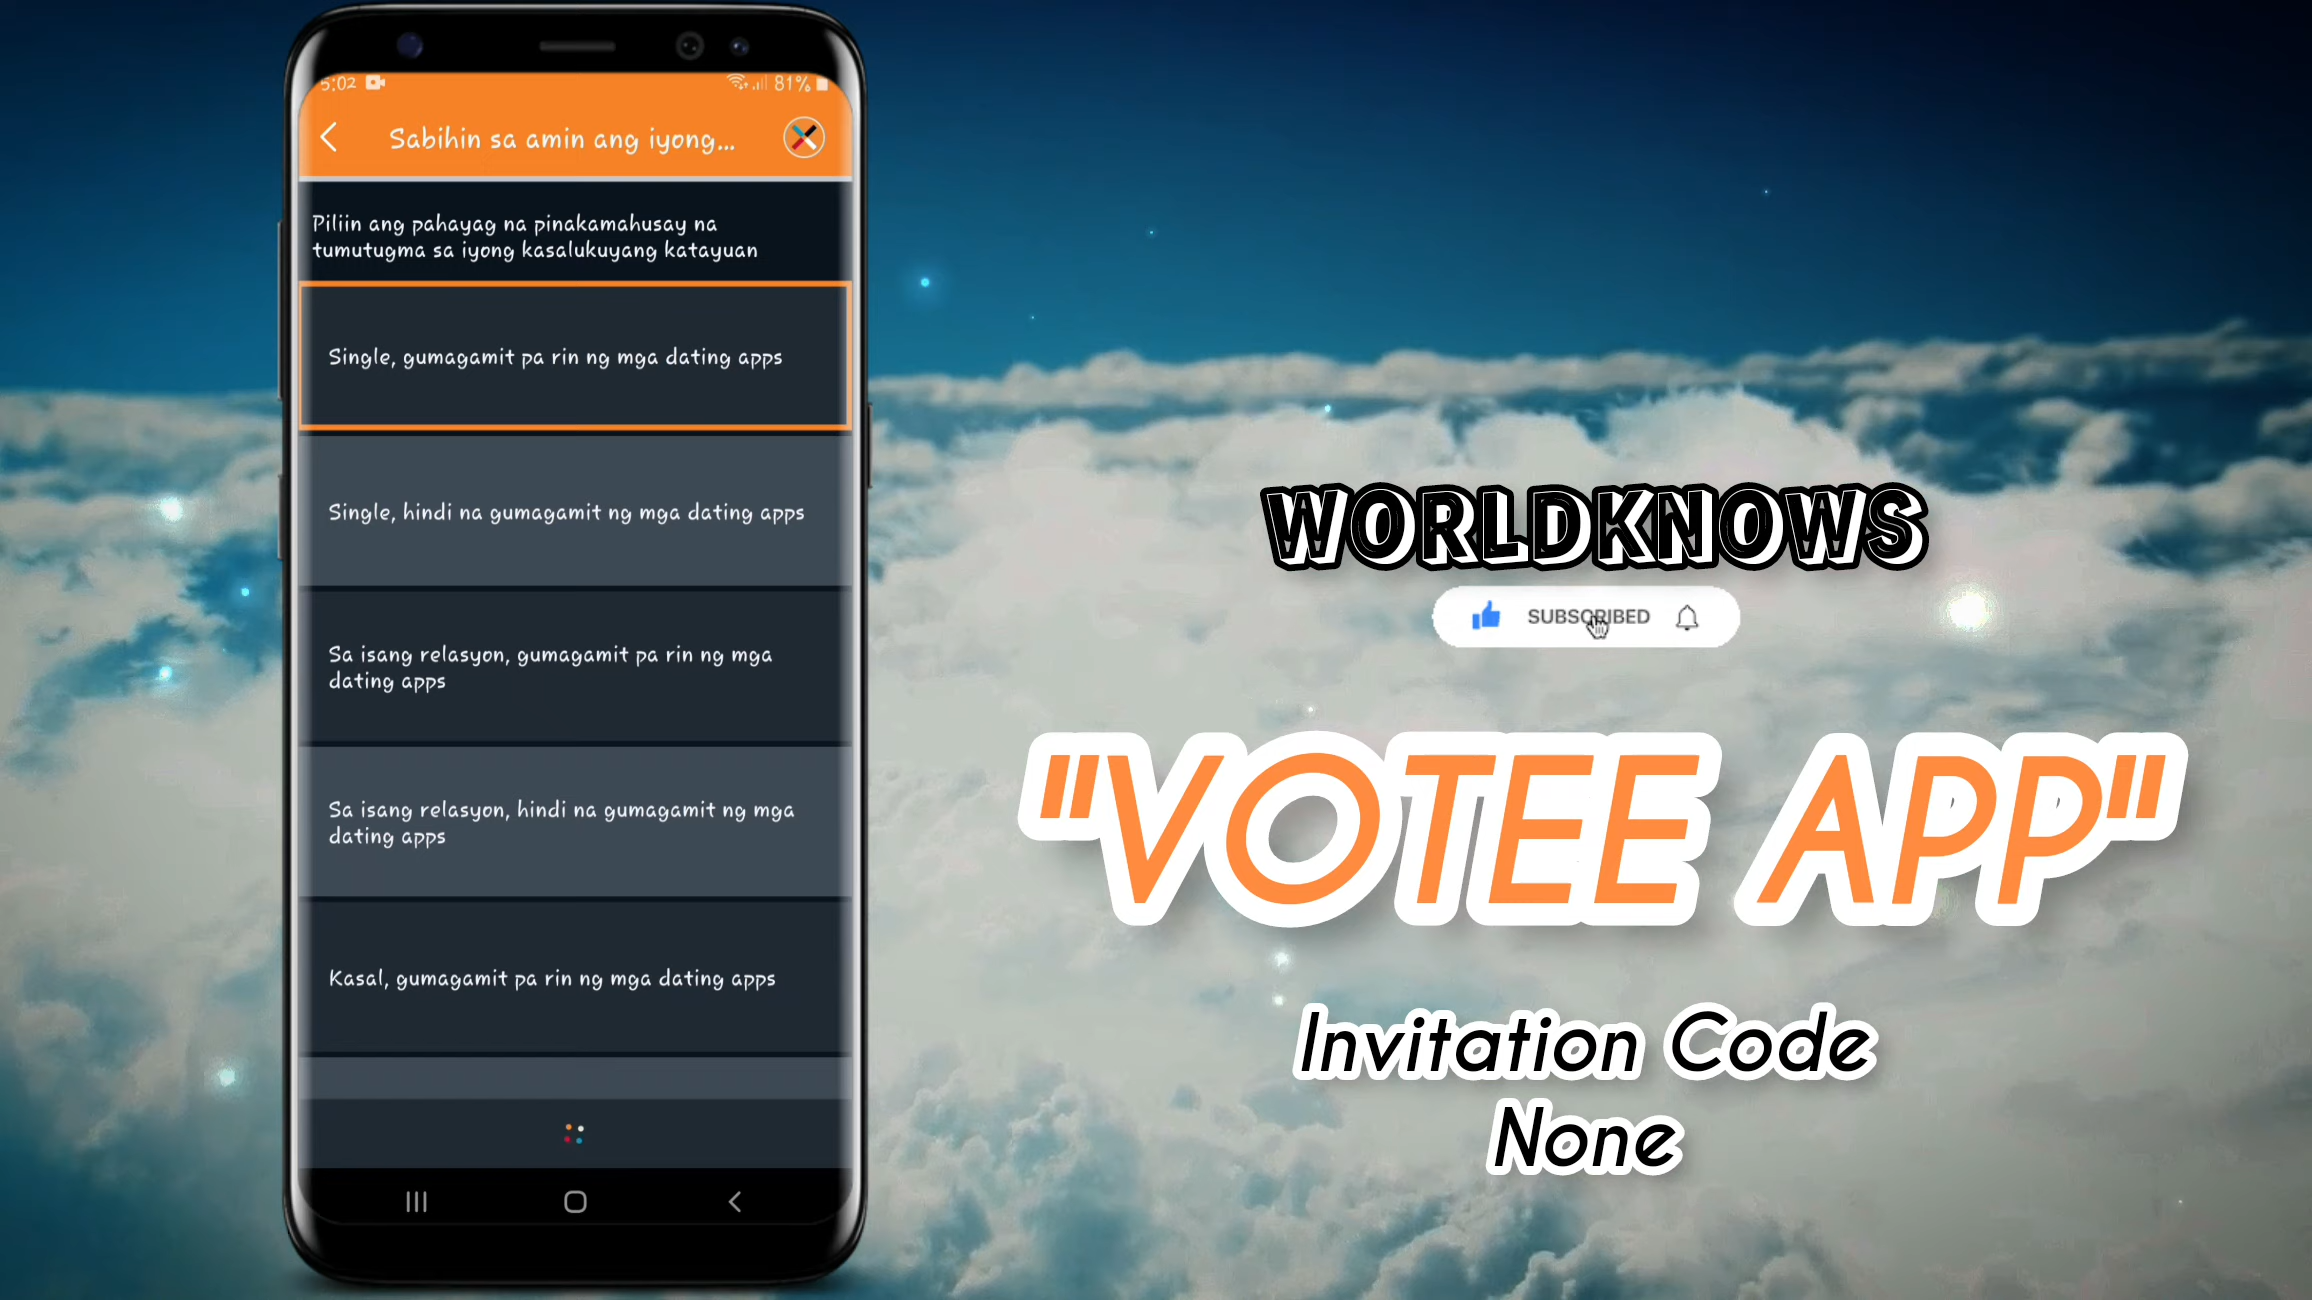 5:02
81%
Sabihin sa amin ang iyong...
Piliin ang pahayag na pinakamahusay na
tumutugma sa iyong kasalukuyang katayuan
Single, gumagamit pa rin ng mga dating apps
Single, hindi na gumagamit ng mga dating apps
Sa isang relasyon, gumagamit pa rin ng mga
dating apps
Sa isang relasyon, hindi na gumagamit ng mga
dating apps
Kasal, gumagamit pa rin ng mga dating apps
WORLDKNOWS
SUBSCRIBED
"VOTEE APP"
Invitation Code
None